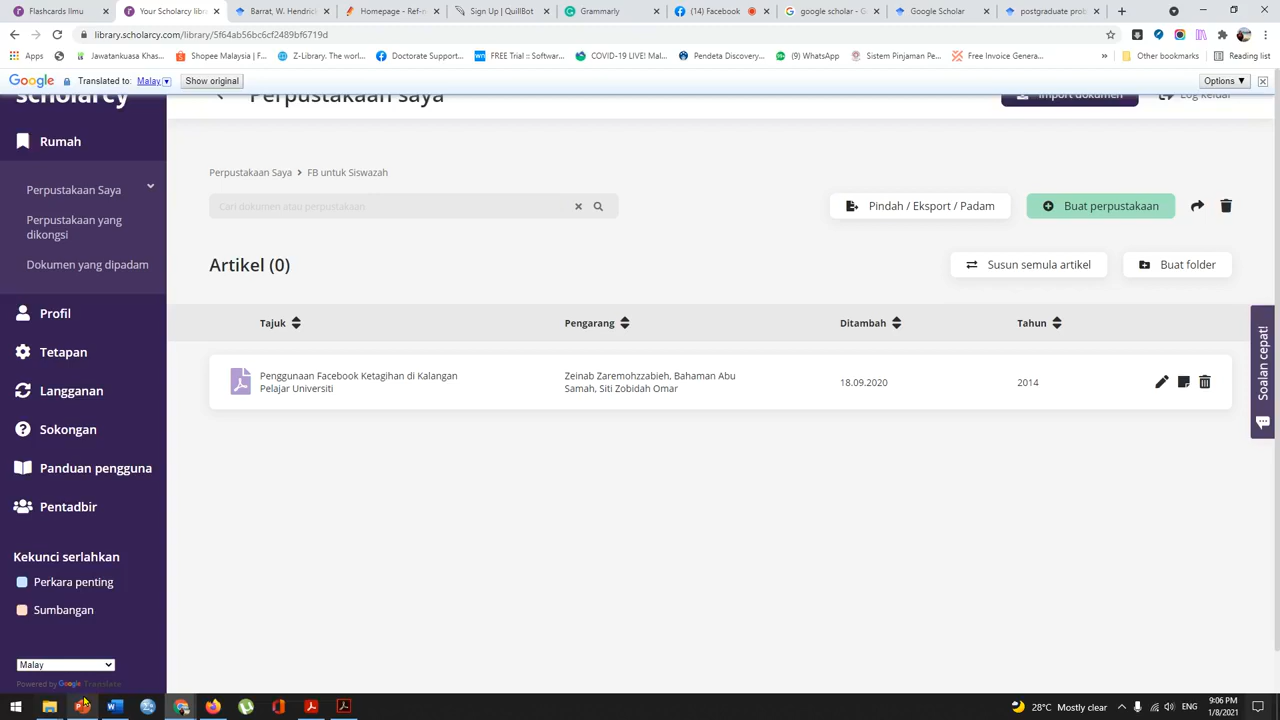 Flashcards Ilmu
Your Scholarcy libr
Barrat, W. Hendrick
Homepage - Ref-n
Sign Up | QuillBot
Grammarly
(14) Facebook
google scholar - G
Google Scholar
postgraduate prob
library.scholarcy.com/library/5f64ab56bc6cf2489bf6719d
Apps
Jawatankuasa Khas...
Shopee Malaysia | F...
Z-Library. The worl...
Doctorate Support...
FREE Trial :: Softwa...
COVID-19 LIVE! Mal...
Pendeta Discovery...
(9) WhatsApp
Sistem Pinjaman Pe...
Free Invoice Genera...
»
Other bookmarks
Reading list
Google
Translated to: Malay
Show original
Options ▼
scholarcy
Perpustakaan saya
Import dokumen
Log keluar
Rumah
Perpustakaan Saya
Perpustakaan yang
dikongsi
Dokumen yang dipadam
Profil
Tetapan
Langganan
Sokongan
Panduan pengguna
Pentadbir
Kekunci serlahkan
Perkara penting
Sumbangan
Malay
Powered by Google Translate
Perpustakaan Saya > FB untuk Siswazah
Cari dokumen atau perpustakaan
Pindah / Eksport / Padam
Buat perpustakaan
Artikel (0)
Susun semula artikel
Buat folder
Tajuk
Pengarang
Ditambah
Tahun
Penggunaan Facebook Ketagihan di Kalangan
Pelajar Universiti
Zeinab Zaremohzzabieh, Bahaman Abu
Samah, Siti Zobidah Omar
18.09.2020
2014
Soalan cepat!
28°C Mostly clear
ENG
9:06 PM
1/8/2021